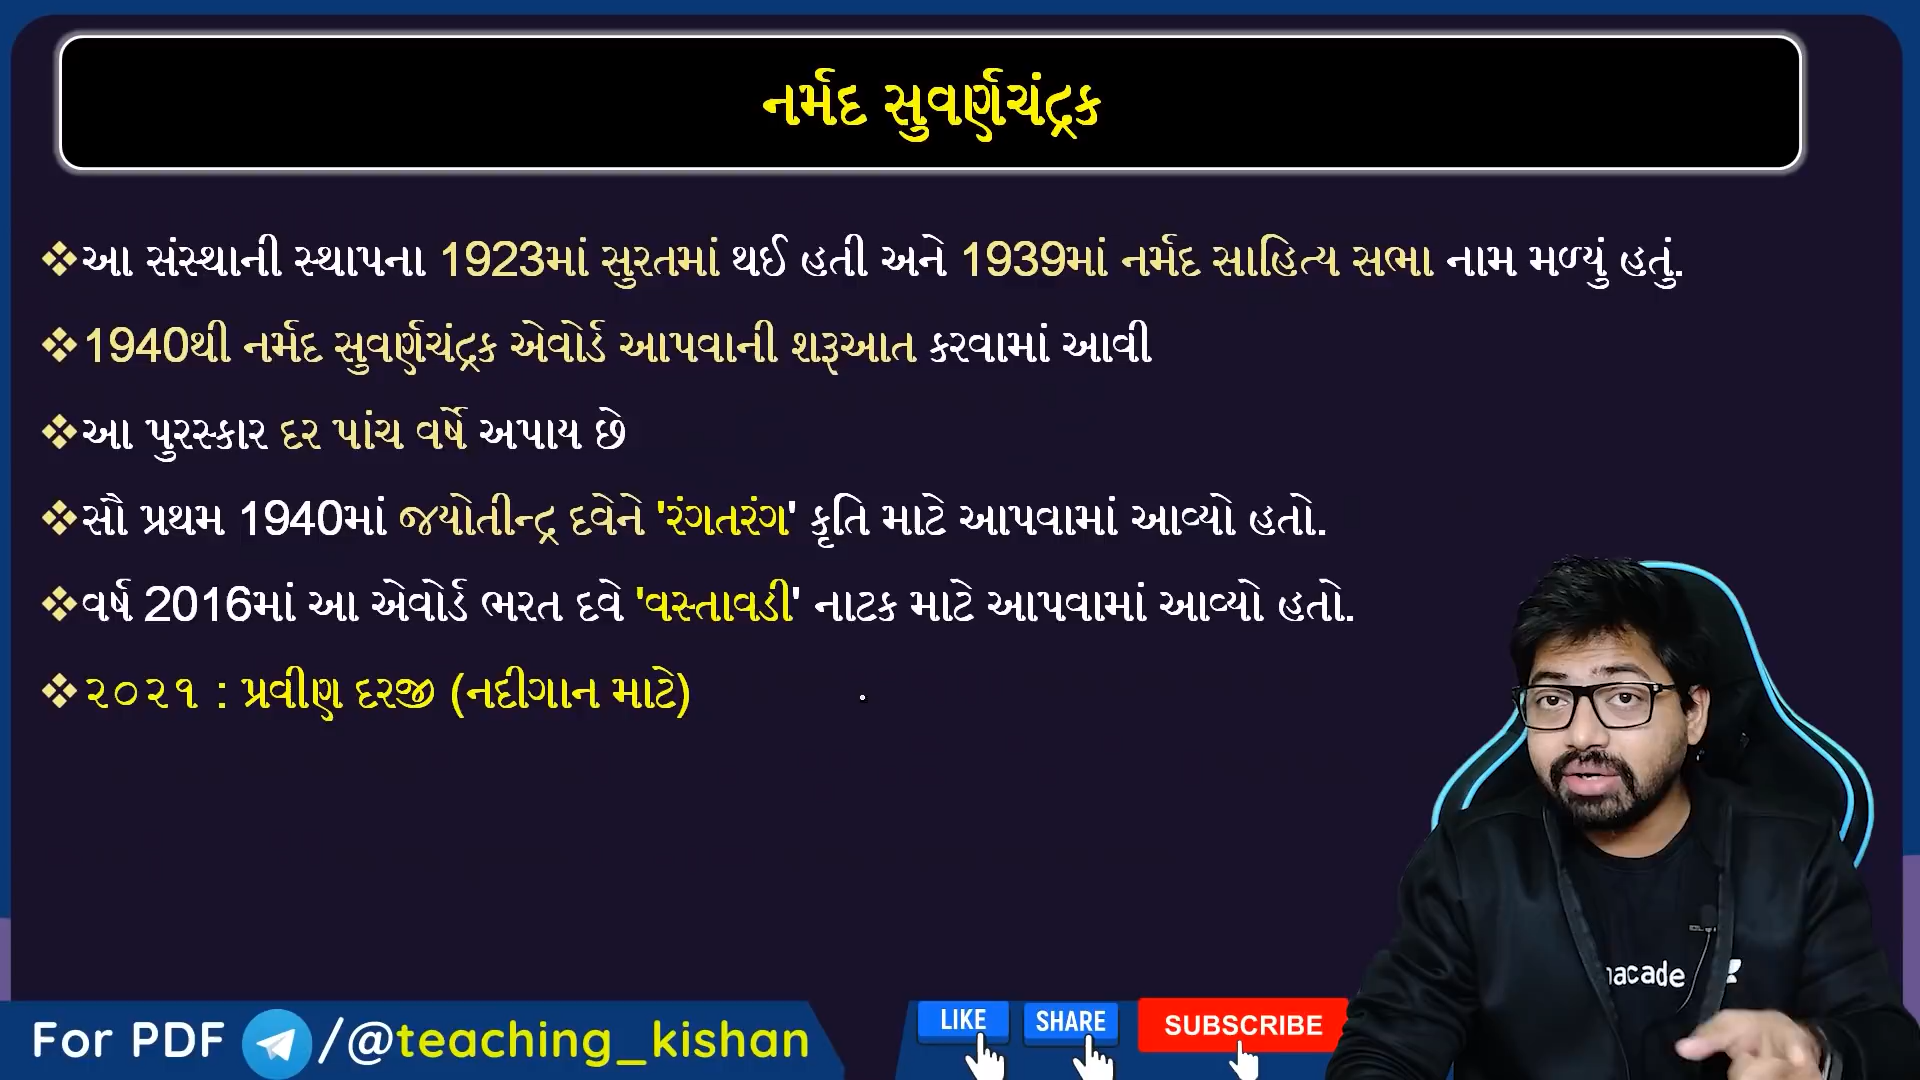 નર્મદ સુવર્ણચંદ્રક
❖આ સંસ્થાની સ્થાપના 1923માં સુરતમાં થઈ હતી અને 1939માં નર્મદ સાહિત્ય સભા નામ મળ્યું હતું.
❖1940થી નર્મદ સુવર્ણચંદ્રક એવોર્ડ આપવાની શરૂઆત કરવામાં આવી
❖આ પુરસ્કાર દર પાંચ વર્ષે અપાય છે
❖સૌ પ્રથમ 1940માં જયોતીન્દ્ર દવેને 'રંગતરંગ' કૃતિ માટે આપવામાં આવ્યો હતો.
❖વર્ષ 2016માં આ એવોર્ડ ભરત દવે 'વસ્તાવડી' નાટક માટે આપવામાં આવ્યો હતો.
❖૨૦૨૧ : પ્રવીણ દરજી (નદીગાન માટે)
For PDF /@teaching_kishan
LIKE SHARE SUBSCRIBE